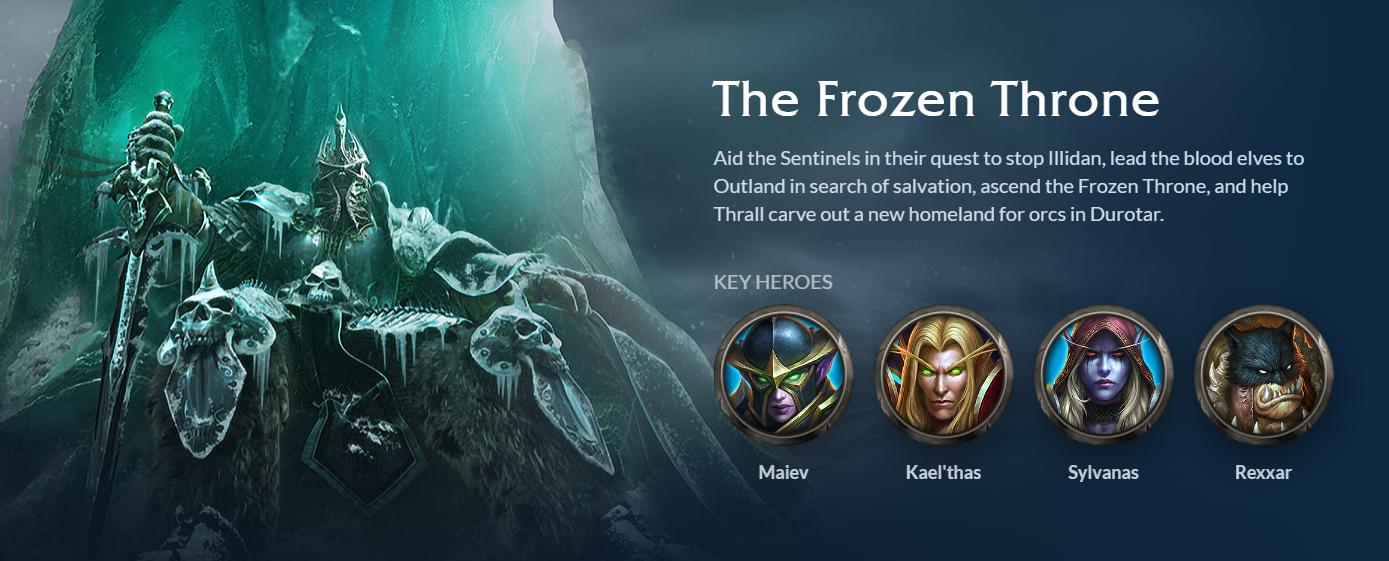 The Frozen Throne
Aid the Sentinels in their quest to stop Illidan, lead the blood elves to
Outland in search of salvation, ascend the Frozen Throne, and help
Thrall carve out a new homeland for orcs in Durotar.
KEY HEROES
Maiev
Kael'thas
Sylvanas
Rexxar